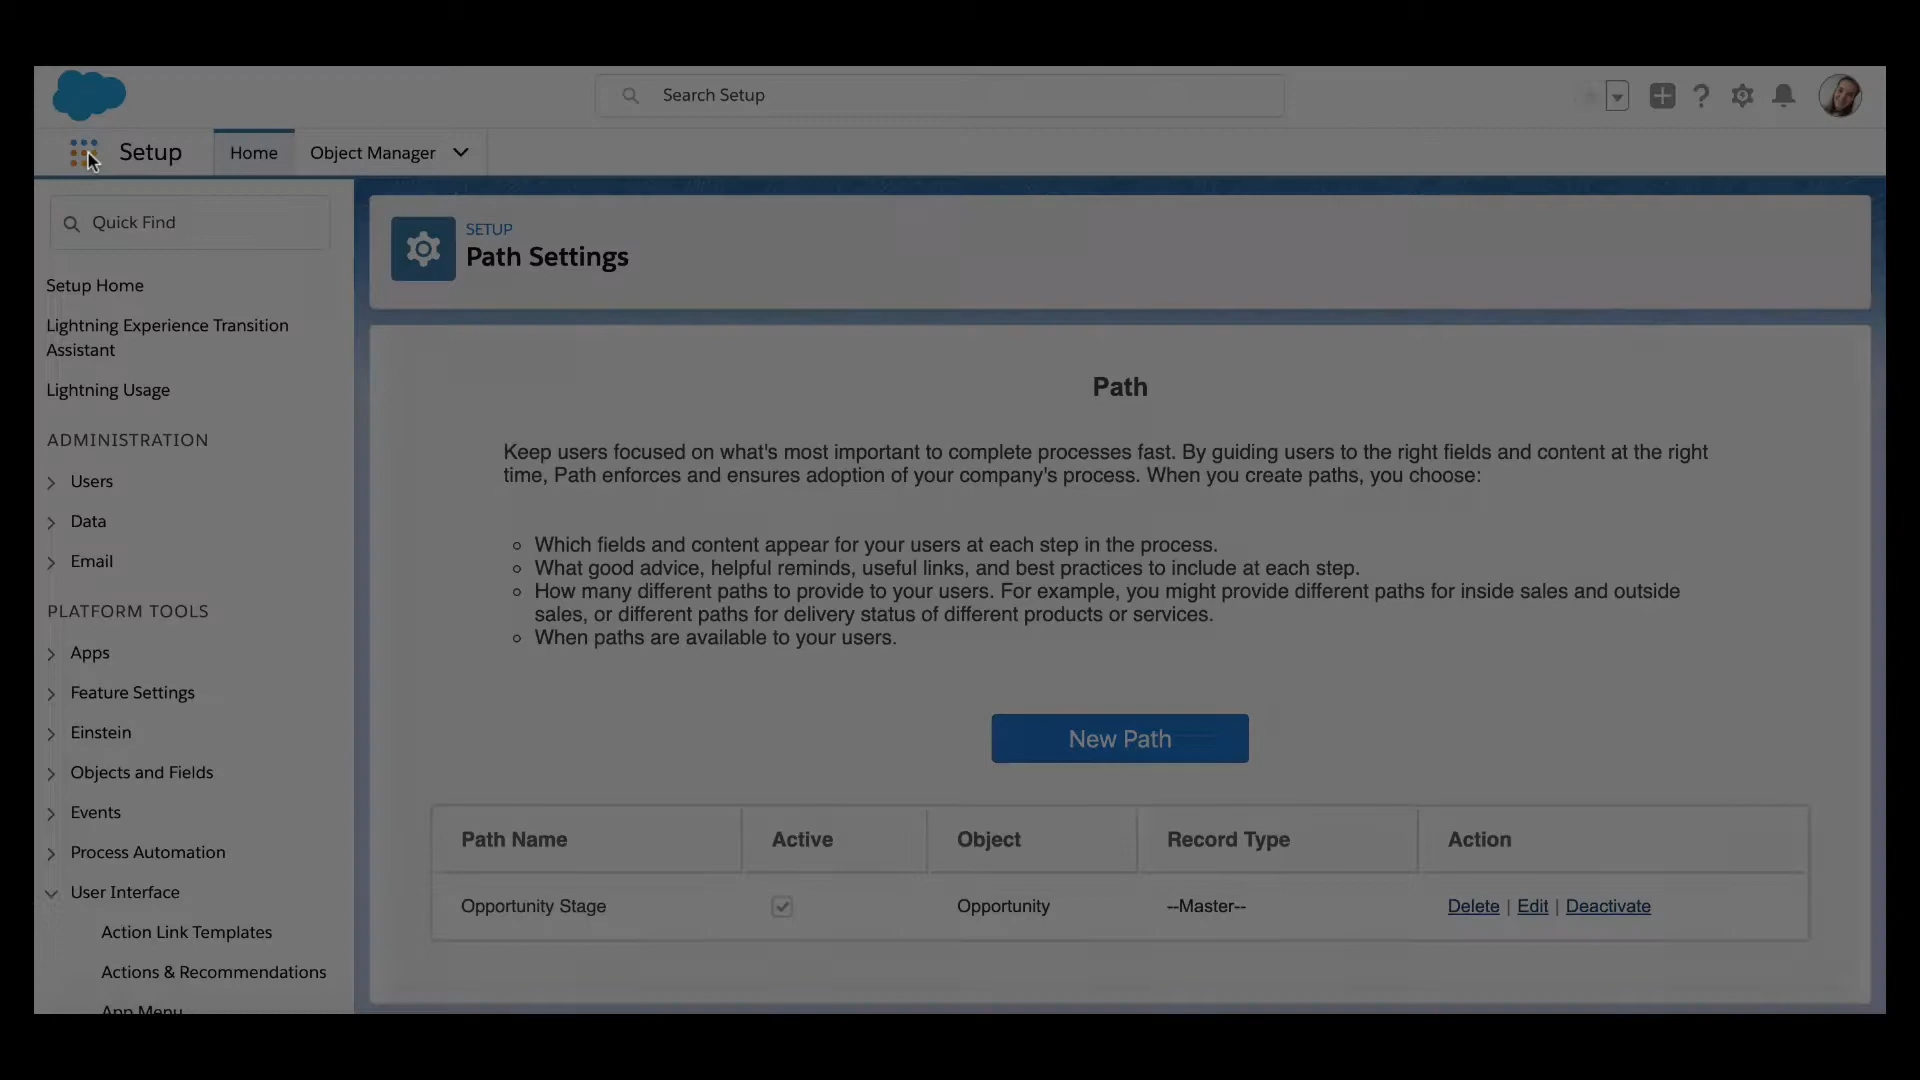 Search Setup
Setup
Home
Object Manager
Quick Find
Setup Home
Lightning Experience Transition
Assistant
Lightning Usage
ADMINISTRATION
Users
Data
Email
PLATFORM TOOLS
Apps
Feature Settings
Einstein
Objects and Fields
Events
Process Automation
User Interface
Action Link Templates
Actions & Recommendations
App Menu
SETUP
Path Settings
Path
Keep users focused on what's most important to complete processes fast. By guiding users to the right fields and content at the right
time, Path enforces and ensures adoption of your company's process. When you create paths, you choose:
Which fields and content appear for your users at each step in the process.
What good advice, helpful reminds, useful links, and best practices to include at each step.
How many different paths to provide to your users. For example, you might provide different paths for inside sales and outside
sales, or different paths for delivery status of different products or services.
When paths are available to your users.
New Path
Path Name Active Object Record Type Action
Opportunity Stage Opportunity --Master-- Delete | Edit | Deactivate